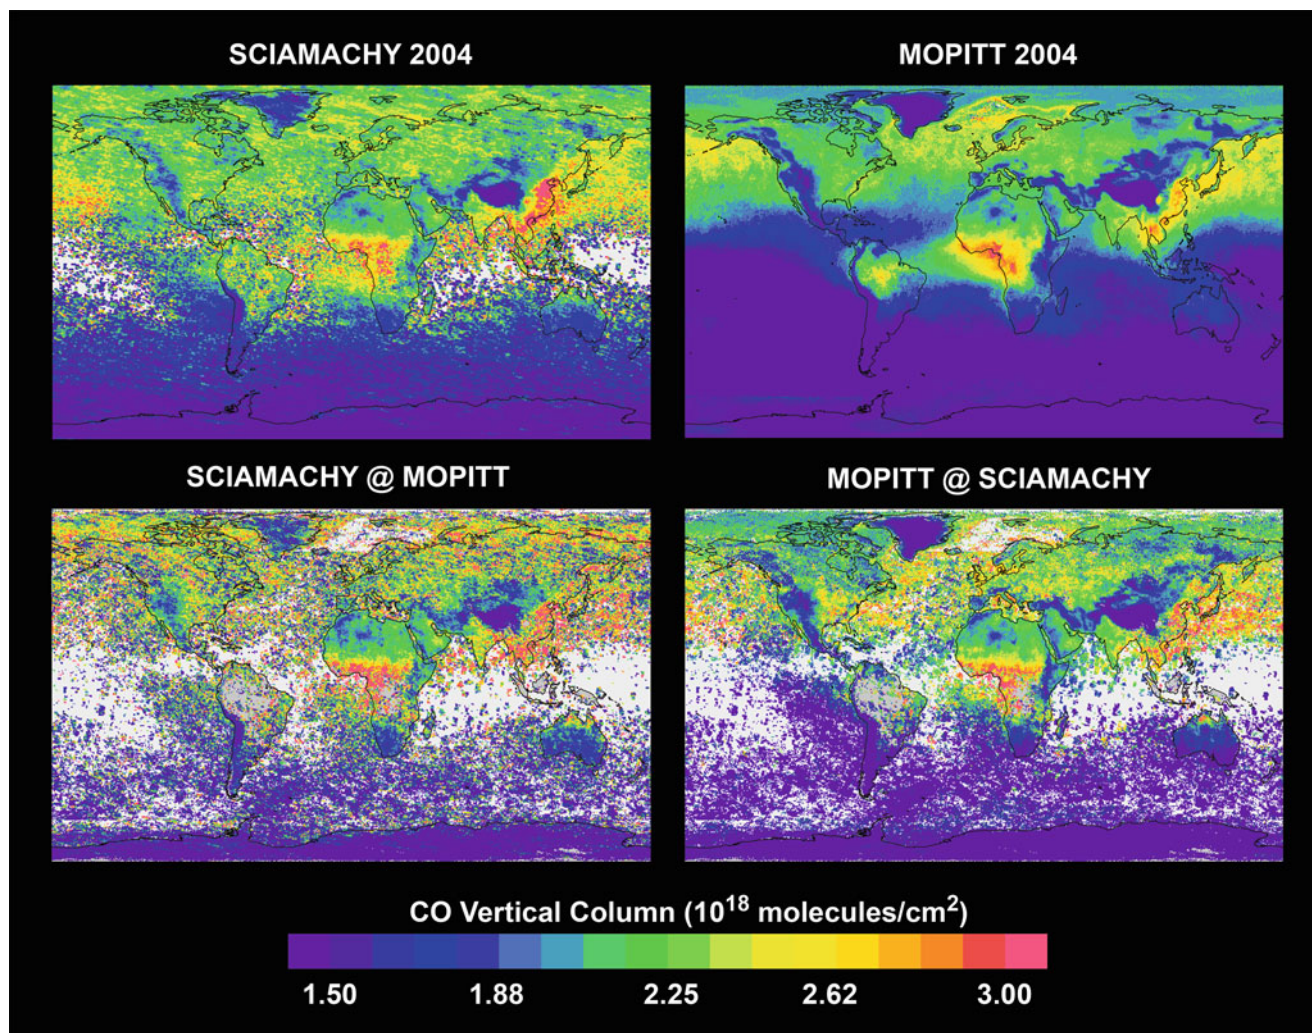 SCIAMACHY 2004
MOPITT 2004
SCIAMACHY @ MOPITT
MOPITT @ SCIAMACHY
CO Vertical Column (10¹⁸ molecules/cm²)
1.50 1.88 2.25 2.62 3.00